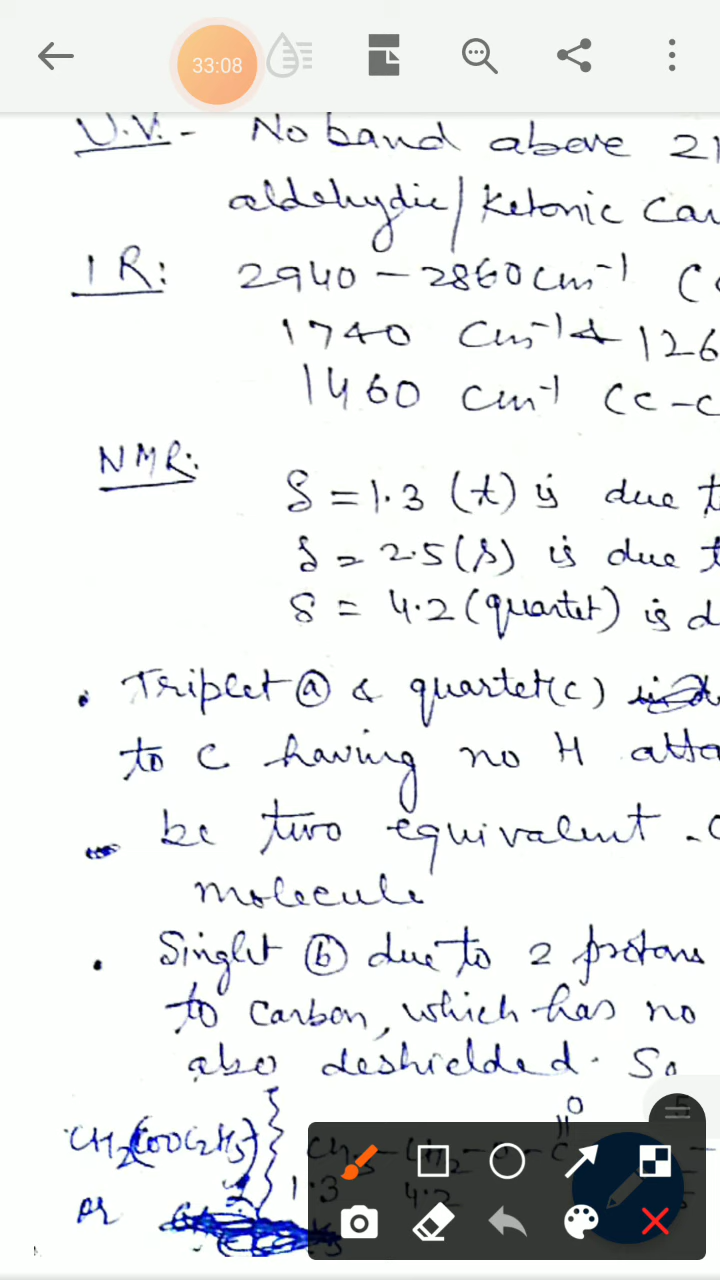 33:08
U.V. - No band above 21
aldehydic/Ketonic Car
IR: 2940 - 2860 cm-1 (C
1740 cm-1 & 126
1460 cm-1 (C-C
NMR:
δ = 1.3 (t) is due t
δ = 2.5 (s) is due t
δ = 4.2 (quartet) is d
• Triplet (a) & quartet (c)
to C having no H atta
be two equivalent -C
molecule
• Singlet (b) due to 2 protons
to carbon, which has no
also deshielded. So
CH2(COOC2H5)2 } CH3 - CH2 - O - C
O
1.3 4.2
or